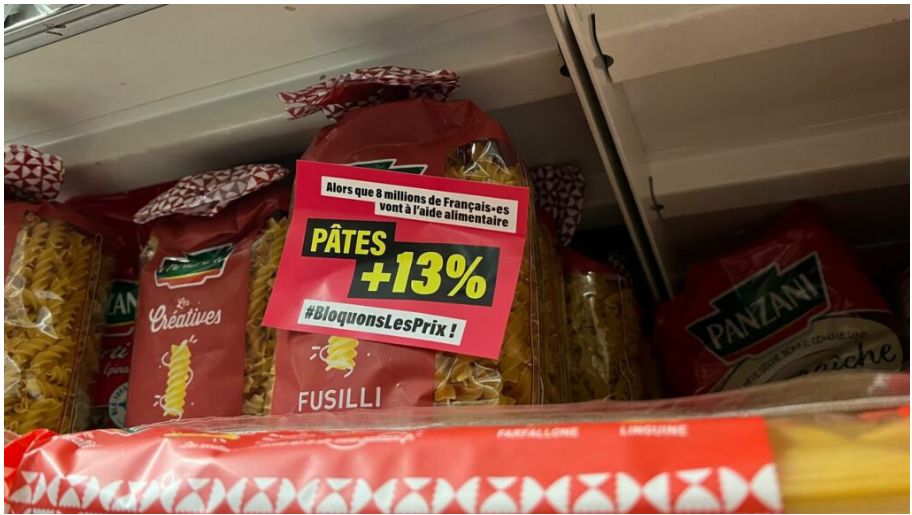 Alors que 8 millions de Français·es
vont à l'aide alimentaire
PÂTES
+13%
#BloquonsLesPrix !
Les
Créatives
FUSILLI
PANZANI
FARFALLONE LINGUINE